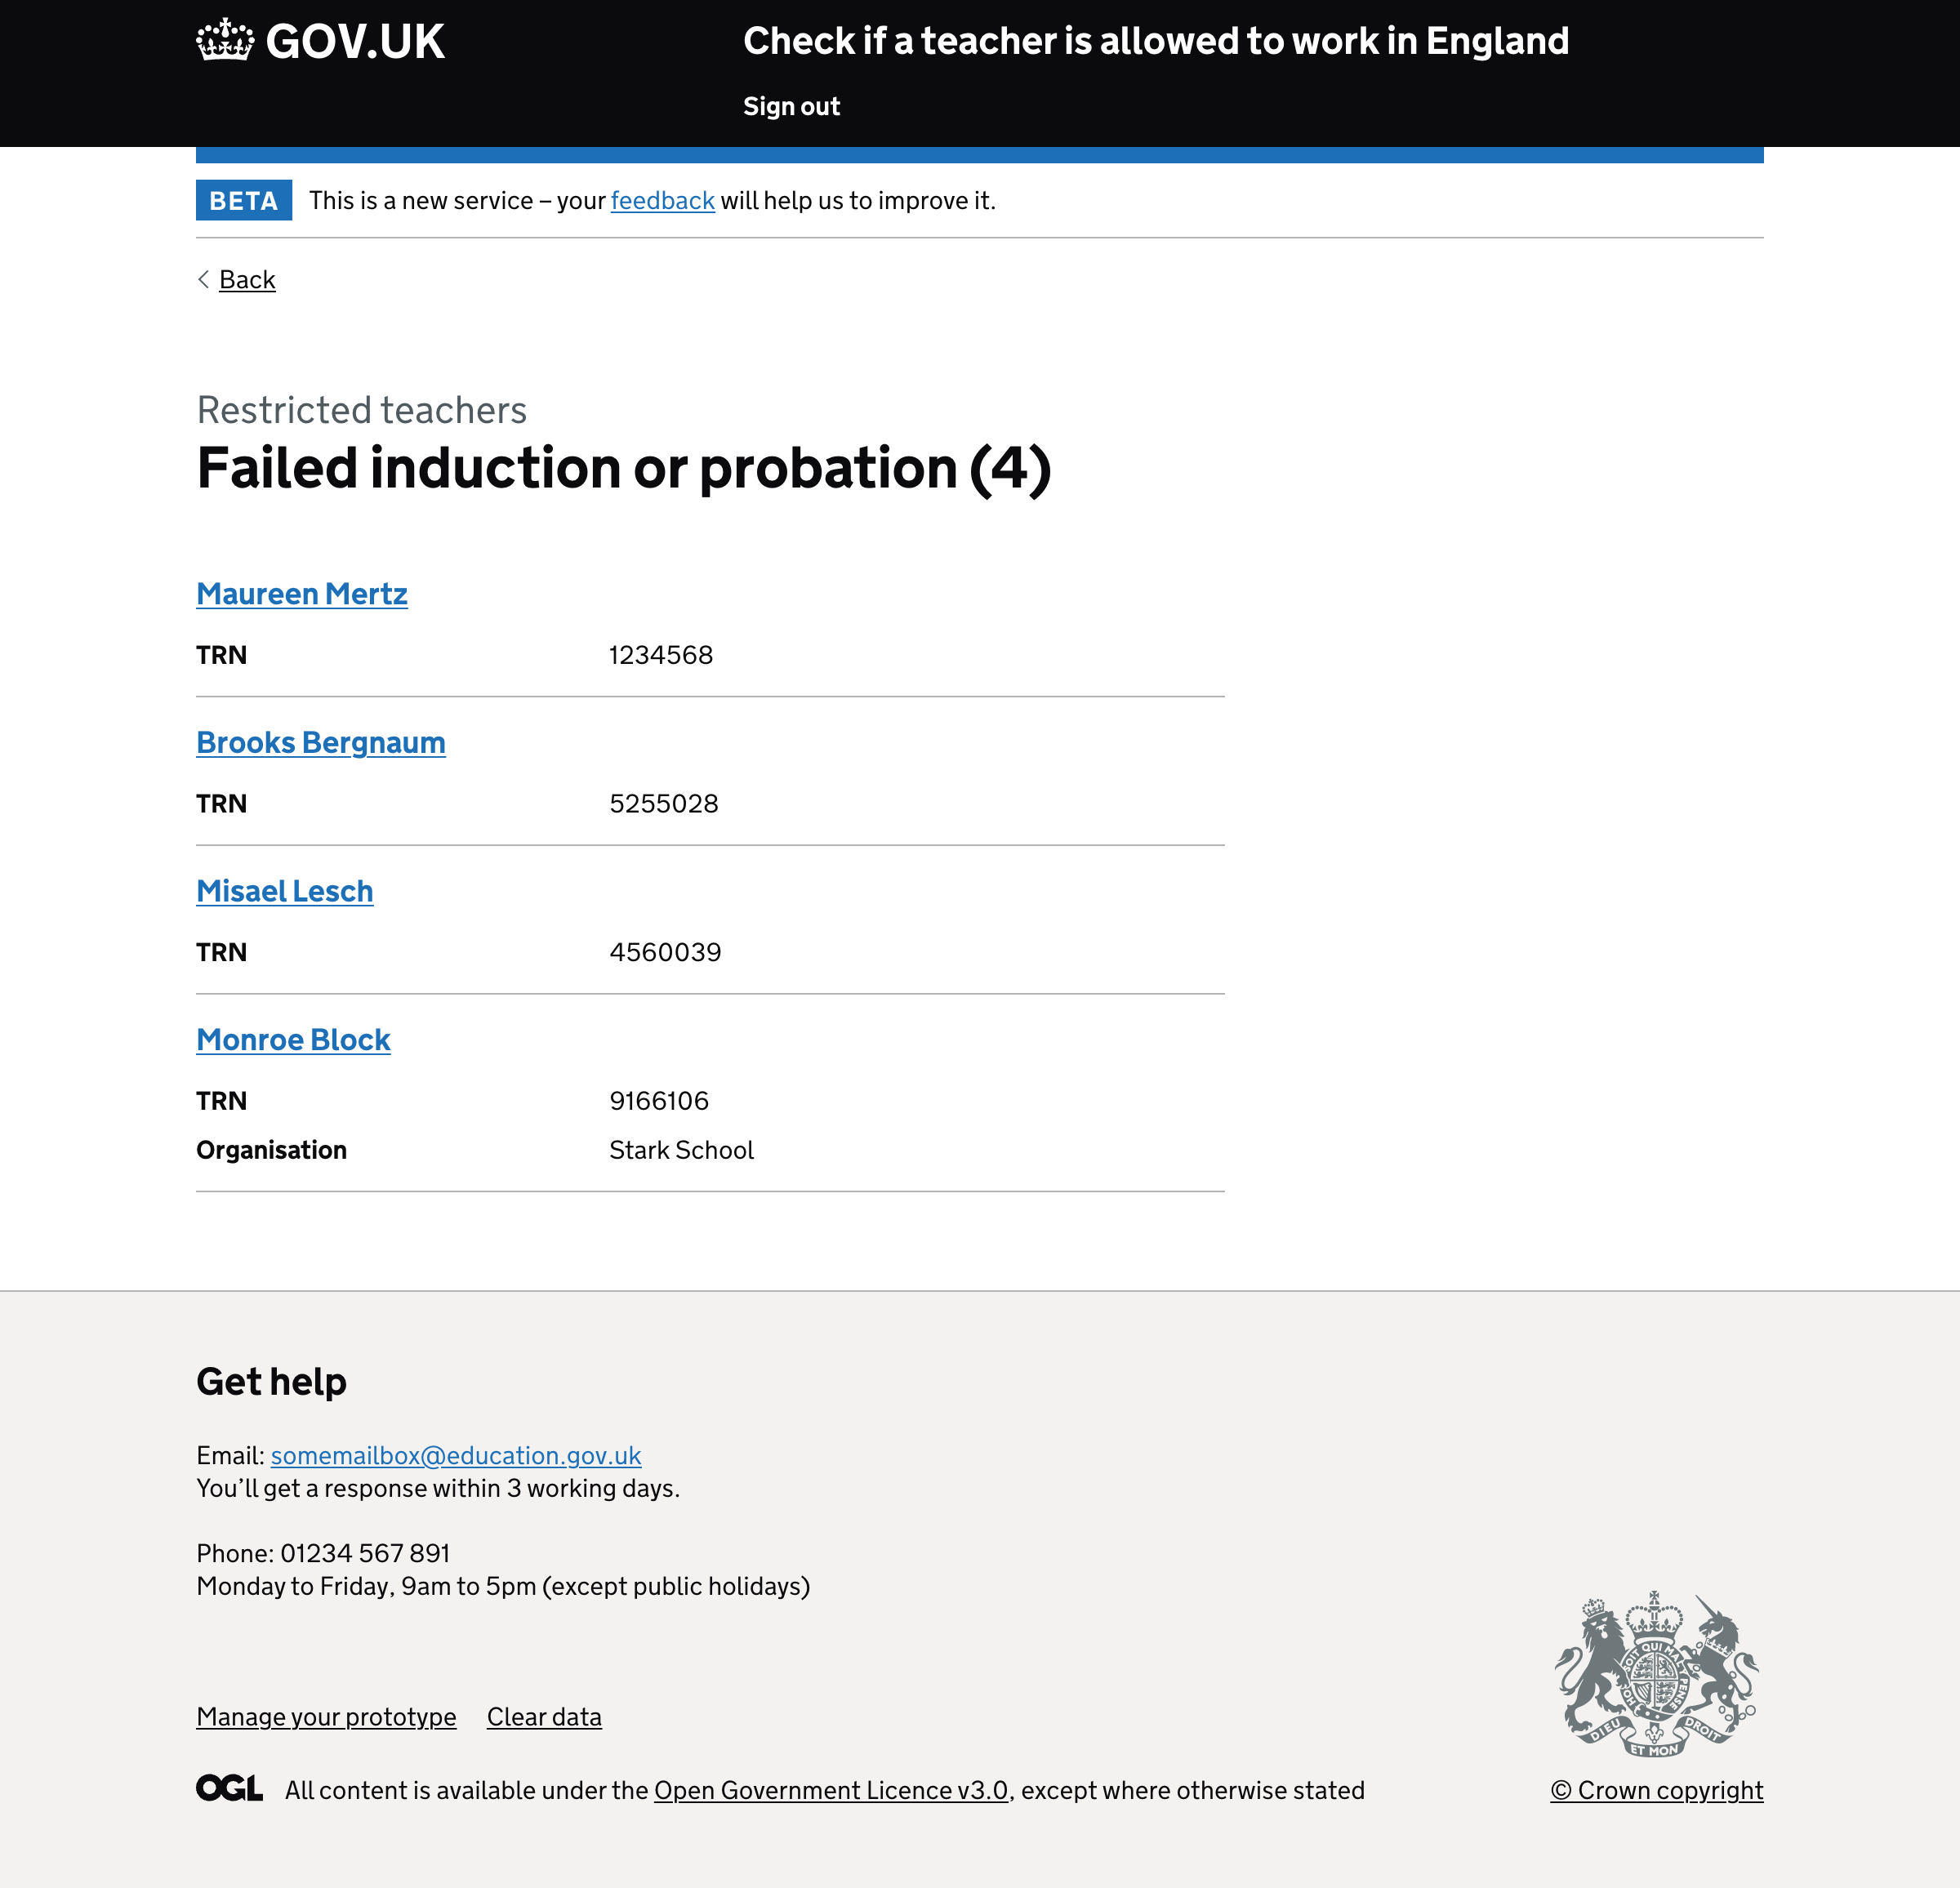 GOV.UK
Check if a teacher is allowed to work in England
Sign out
BETA This is a new service – your feedback will help us to improve it.
Back
Restricted teachers
Failed induction or probation (4)
Maureen Mertz
TRN 1234568
Brooks Bergnaum
TRN 5255028
Misael Lesch
TRN 4560039
Monroe Block
TRN 9166106
Organisation Stark School
Get help
Email: somemailbox@education.gov.uk
You’ll get a response within 3 working days.
Phone: 01234 567 891
Monday to Friday, 9am to 5pm (except public holidays)
Manage your prototype Clear data
OGL All content is available under the Open Government Licence v3.0, except where otherwise stated
DIEU ET MON DROIT
© Crown copyright